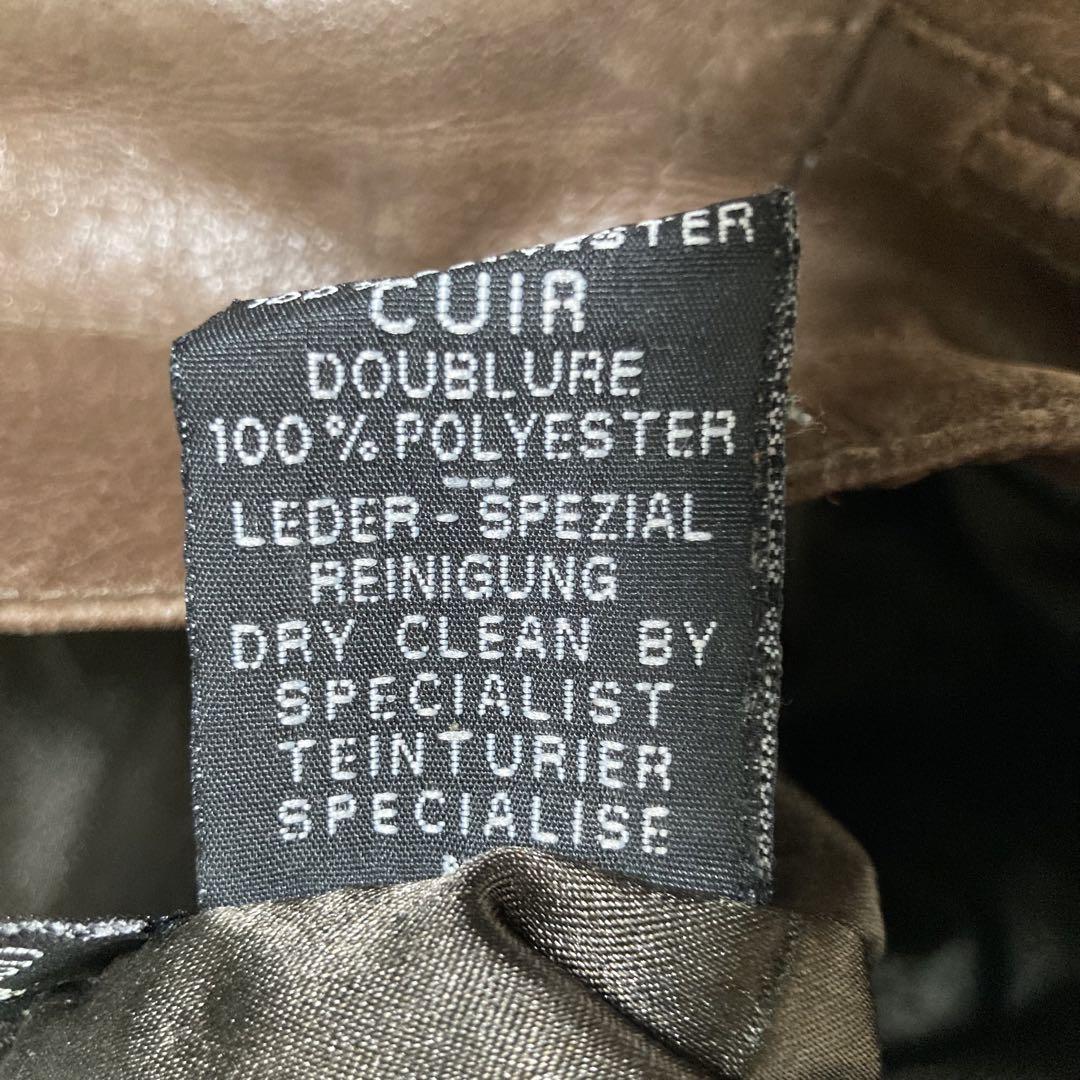 CUIR
DOUBLURE
100% POLYESTER
---
LEDER - SPEZIAL
REINIGUNG
DRY CLEAN BY
SPECIALIST
TEINTURIER
SPECIALISE